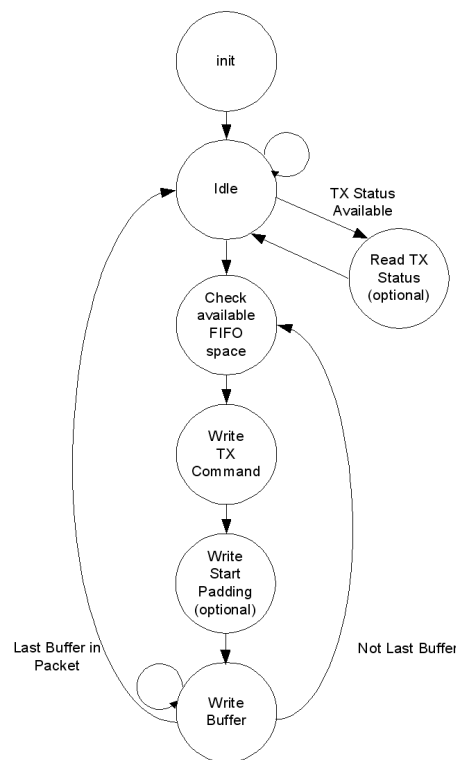 init
Idle
TX Status
Available
Read TX
Status
(optional)
Check
available
FIFO
space
Write
TX
Command
Write
Start
Padding
(optional)
Last Buffer in
Packet
Not Last Buffer
Write
Buffer